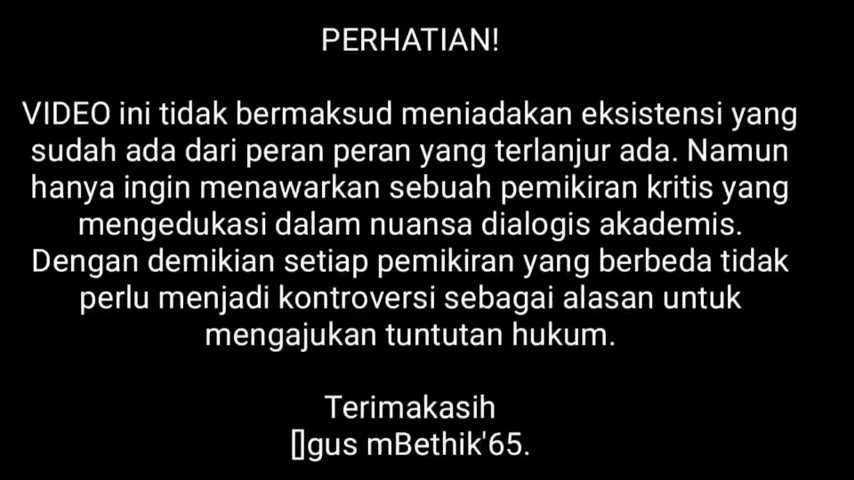 PERHATIAN!
VIDEO ini tidak bermaksud meniadakan eksistensi yang
sudah ada dari peran peran yang terlanjur ada. Namun
hanya ingin menawarkan sebuah pemikiran kritis yang
mengedukasi dalam nuansa dialogis akademis.
Dengan demikian setiap pemikiran yang berbeda tidak
perlu menjadi kontroversi sebagai alasan untuk
mengajukan tuntutan hukum.
Terimakasih
[]gus mBethik'65.